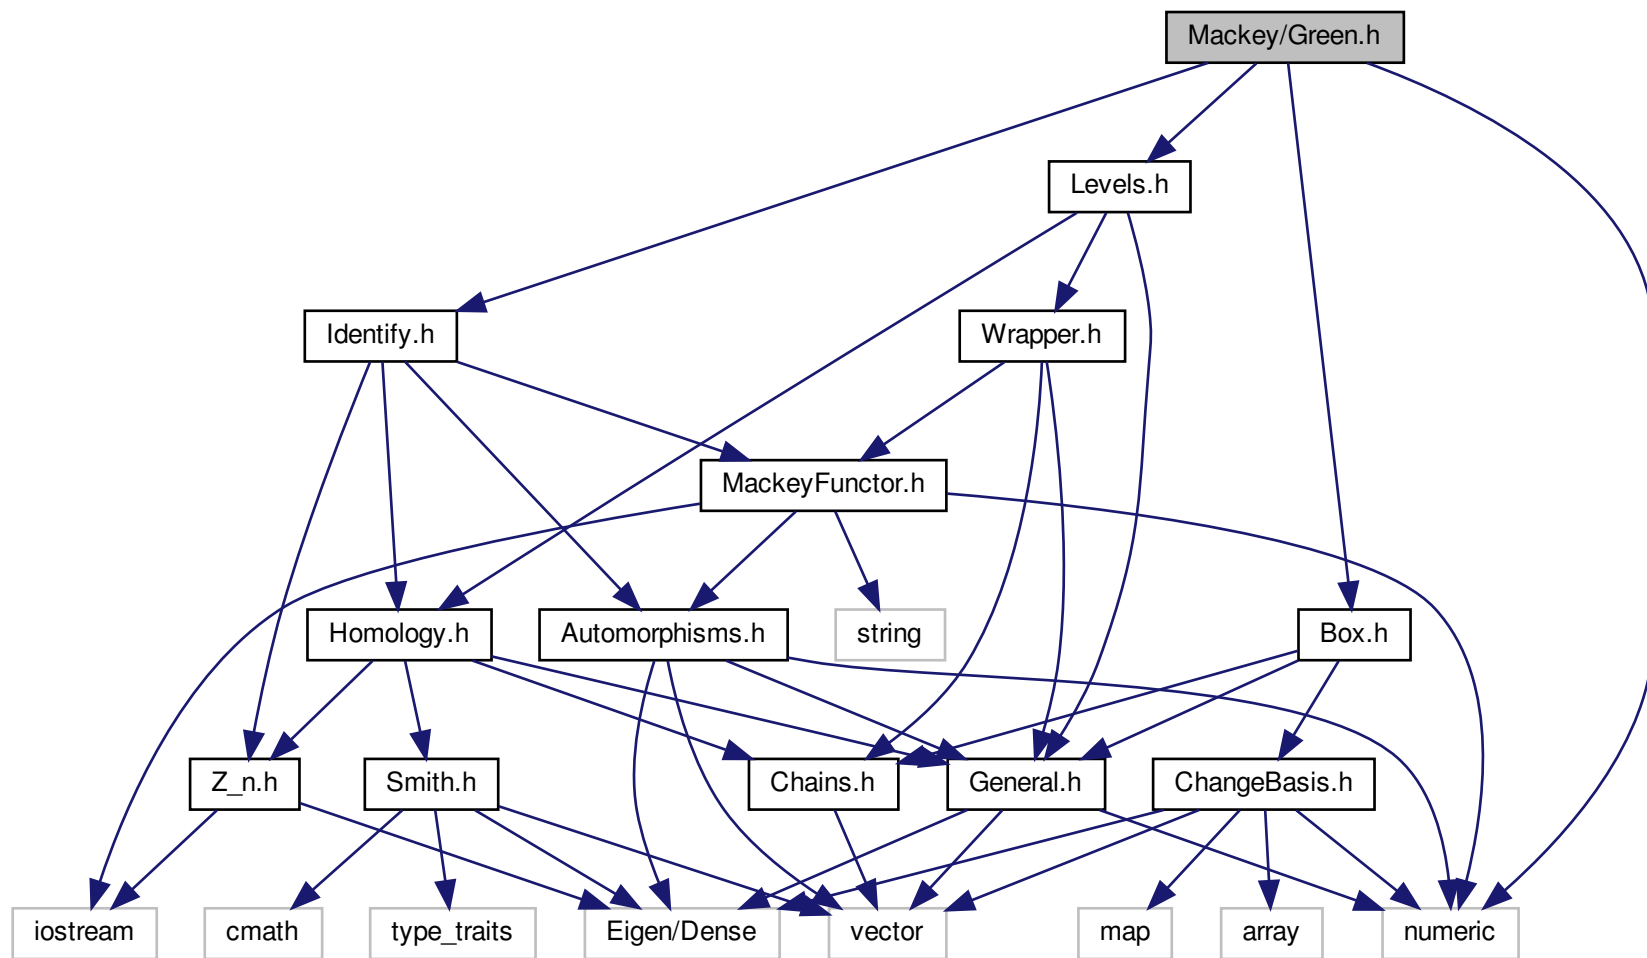 Mackey/Green.h
Levels.h
Identify.h
Wrapper.h
MackeyFunctor.h
Homology.h
Automorphisms.h
string
Box.h
Z_n.h
Smith.h
Chains.h
General.h
ChangeBasis.h
iostream
cmath
type_traits
Eigen/Dense
vector
map
array
numeric